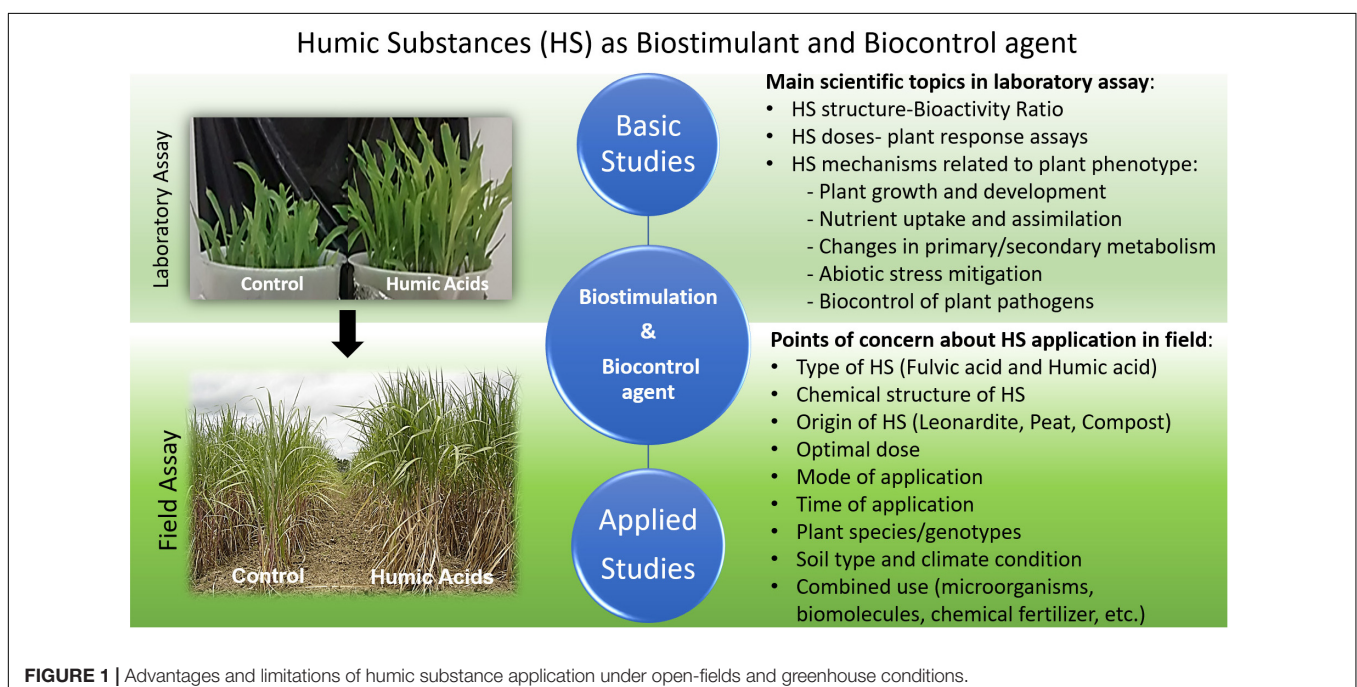 Humic Substances (HS) as Biostimulant and Biocontrol agent
Laboratory Assay
Control
Humic Acids
Field Assay
Control
Humic Acids
Basic
Studies
Biostimulation
&
Biocontrol
agent
Applied
Studies
Main scientific topics in laboratory assay:
• HS structure-Bioactivity Ratio
• HS doses- plant response assays
• HS mechanisms related to plant phenotype:
- Plant growth and development
- Nutrient uptake and assimilation
- Changes in primary/secondary metabolism
- Abiotic stress mitigation
- Biocontrol of plant pathogens
Points of concern about HS application in field:
• Type of HS (Fulvic acid and Humic acid)
• Chemical structure of HS
• Origin of HS (Leonardite, Peat, Compost)
• Optimal dose
• Mode of application
• Time of application
• Plant species/genotypes
• Soil type and climate condition
• Combined use (microorganisms,
biomolecules, chemical fertilizer, etc.)
FIGURE 1 | Advantages and limitations of humic substance application under open-fields and greenhouse conditions.